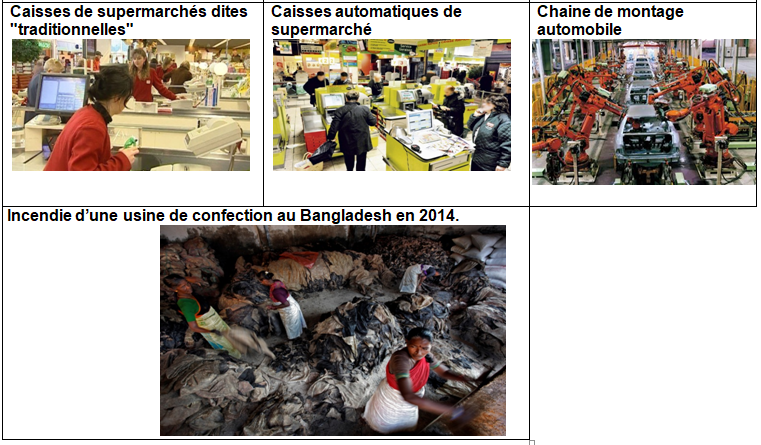 Caisses de supermarchés dites
"traditionnelles"
Caisses automatiques de
supermarché
Chaine de montage
automobile
Incendie d’une usine de confection au Bangladesh en 2014.